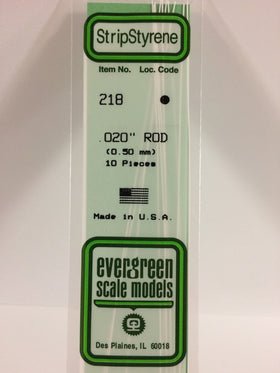 StripStyrene
Item No. Loc. Code
218
.020" ROD
(0.50 mm)
10 Pieces
Made in U.S.A.
evergreen
scale models
Des Plaines, IL 60018